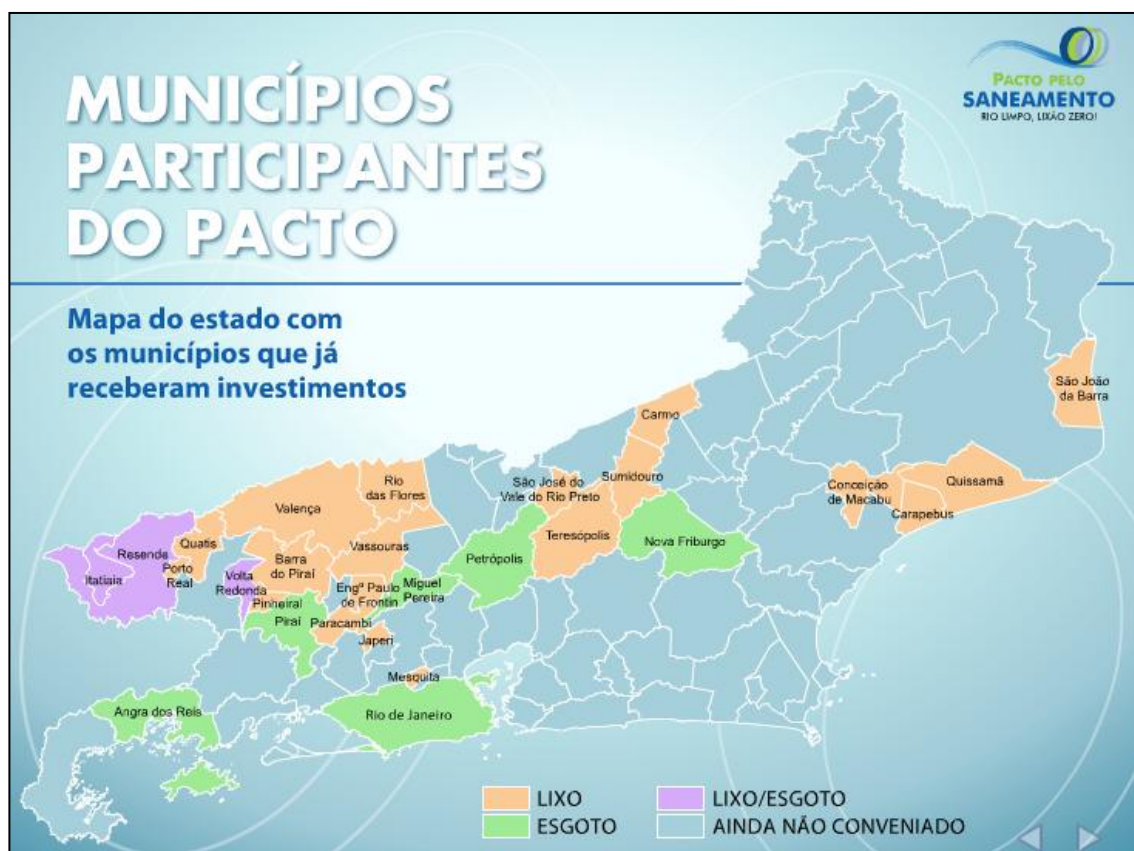 MUNICÍPIOS
PARTICIPANTES
DO PACTO
PACTO PELO
SANEAMENTO
RIO LIMPO, LIXÃO ZERO!
Mapa do estado com
os municípios que já
receberam investimentos
São João
da Barra
Carmo
Sumidouro
São José do
Vale do Rio Preto
Rio
das Flores
Valença
Conceição
de Macabu
Quissamã
Carapebus
Teresópolis
Nova Friburgo
Petrópolis
Vassouras
Quatis
Resende
Itatiaia
Porto
Real
Volta
Redonda
Barra
do Piraí
Pinheiral
Piraí
Engª Paulo
de Frontin
Miguel
Pereira
Paracambi
Japeri
Mesquita
Rio de Janeiro
Angra dos Reis
LIXO
ESGOTO
LIXO/ESGOTO
AINDA NÃO CONVENIADO